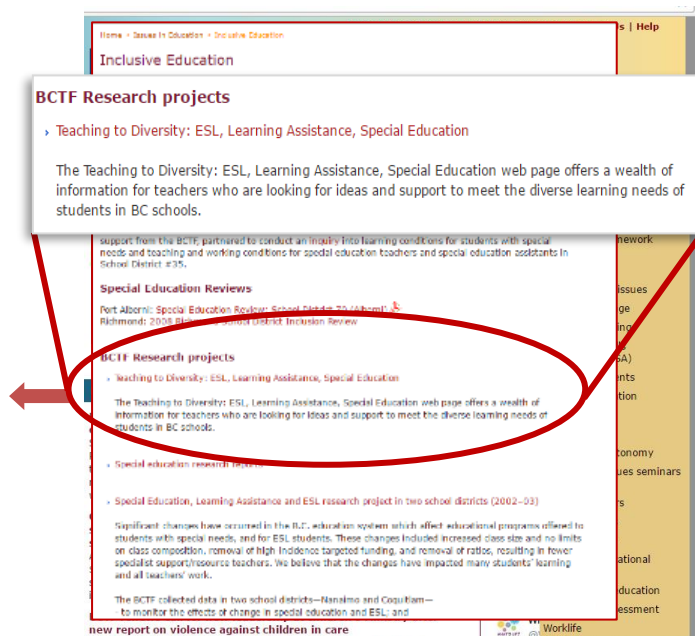 s | Help
Home > Issues in Education > Inclusive Education
Inclusive Education
BCTF Research projects
› Teaching to Diversity: ESL, Learning Assistance, Special Education
The Teaching to Diversity: ESL, Learning Assistance, Special Education web page offers a wealth of
information for teachers who are looking for ideas and support to meet the diverse learning needs of
students in BC schools.
support from the BCTF, partnered to conduct an inquiry into learning conditions for students with special
needs and teaching and working conditions for special education teachers and special education assistants in
School District #35.
Special Education Reviews
Port Alberni: Special Education Review: School District 70 (Alberni)
Richmond: 2008 Richmond School District Inclusion Review
BCTF Research projects
› Teaching to Diversity: ESL, Learning Assistance, Special Education
The Teaching to Diversity: ESL, Learning Assistance, Special Education web page offers a wealth of
information for teachers who are looking for ideas and support to meet the diverse learning needs of
students in BC schools.
› Special education research reports
› Special Education, Learning Assistance and ESL research project in two school districts (2002–03)
Significant changes have occurred in the B.C. education system which affect educational programs offered to
students with special needs, and for ESL students. These changes included increased class size and no limits
on class composition, removal of high incidence targeted funding, and removal of ratios, resulting in fewer
specialist support/resource teachers. We believe that the changes have impacted many students' learning
and all teachers' work.
The BCTF collected data in two school districts—Nanaimo and Coquitlam—
- to monitor the effects of change in special education and ESL; and
nework
issues
ge
ing
SA)
ents
tion
tonomy
ues seminars
rs
ational
ducation
essment
Worklife
new report on violence against children in care